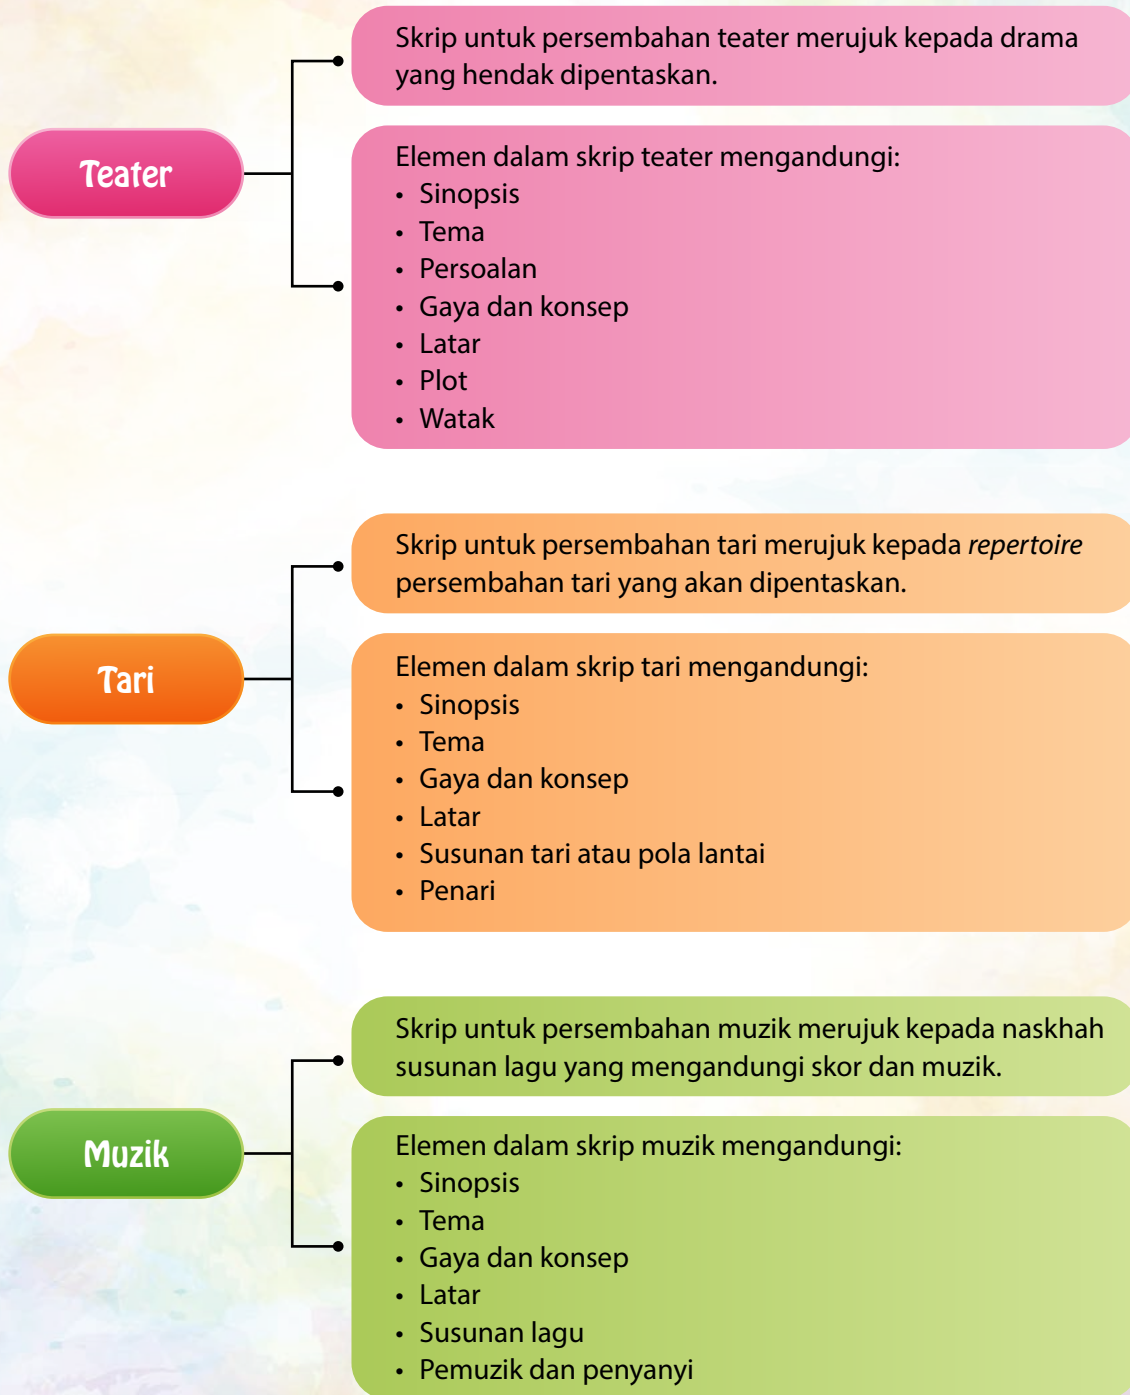 Teater
Skrip untuk persembahan teater merujuk kepada drama
yang hendak dipentaskan.
Elemen dalam skrip teater mengandungi:
• Sinopsis
• Tema
• Persoalan
• Gaya dan konsep
• Latar
• Plot
• Watak
Tari
Skrip untuk persembahan tari merujuk kepada repertoire
persembahan tari yang akan dipentaskan.
Elemen dalam skrip tari mengandungi:
• Sinopsis
• Tema
• Gaya dan konsep
• Latar
• Susunan tari atau pola lantai
• Penari
Muzik
Skrip untuk persembahan muzik merujuk kepada naskhah
susunan lagu yang mengandungi skor dan muzik.
Elemen dalam skrip muzik mengandungi:
• Sinopsis
• Tema
• Gaya dan konsep
• Latar
• Susunan lagu
• Pemuzik dan penyanyi